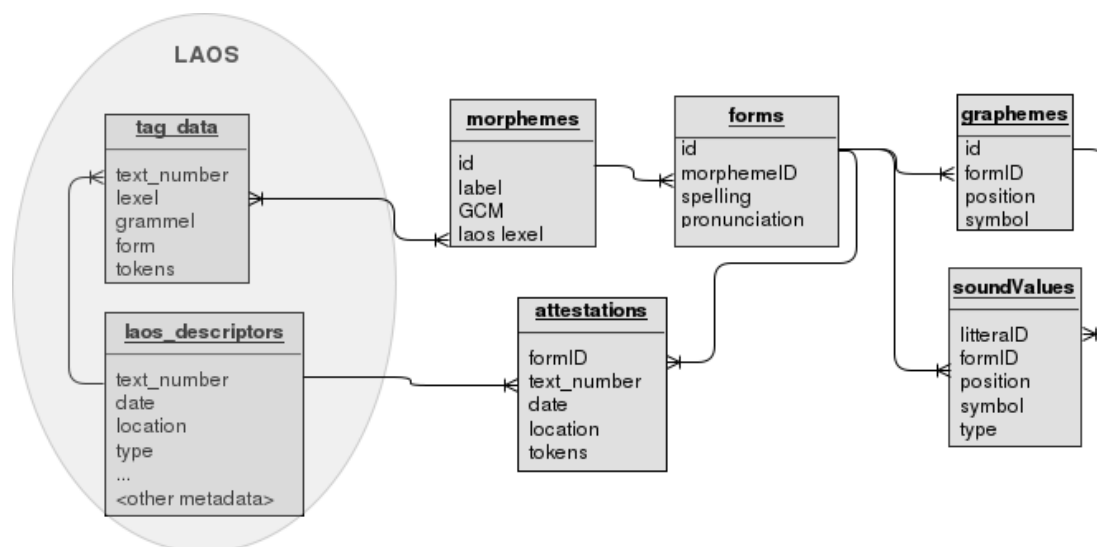 LAOS
tag_data
text_number
lexel
grammel
form
tokens
laos_descriptors
text_number
date
location
type
...
<other metadata>
morphemes
id
label
GCM
laos lexel
forms
id
morphemeID
spelling
pronunciation
attestations
formID
text_number
date
location
tokens
graphemes
id
formID
position
symbol
soundValues
litteraID
formID
position
symbol
type